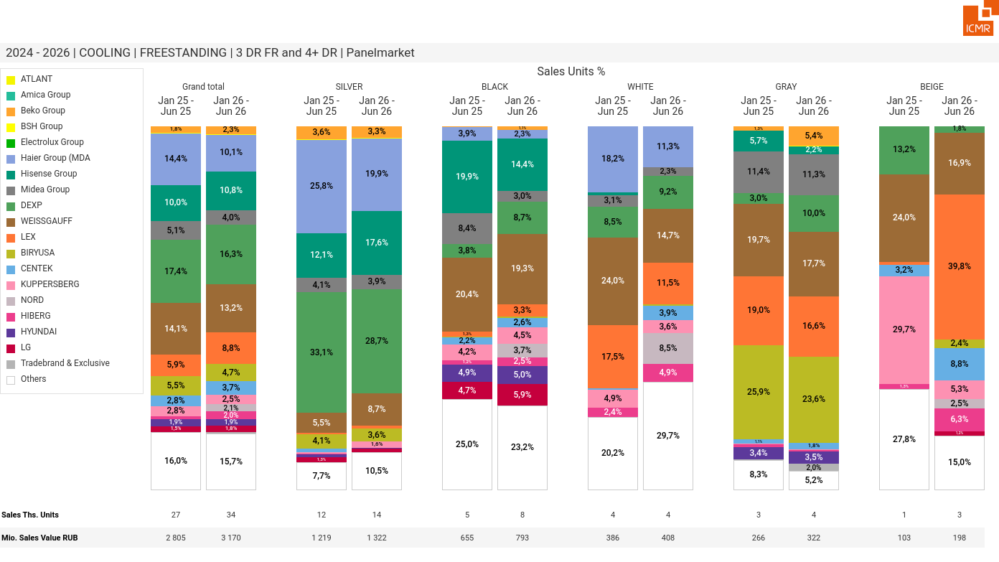 ICMR
2024 - 2026 | COOLING | FREESTANDING | 3 DR FR and 4+ DR | Panelmarket
ATLANT
Amica Group
Beko Group
BSH Group
Electrolux Group
Haier Group (MDA
Hisense Group
Midea Group
DEXP
WEISSGAUFF
LEX
BIRYUSA
CENTEK
KUPPERSBERG
NORD
HIBERG
HYUNDAI
LG
Tradebrand & Exclusive
Others
Sales Units %
Grand total
Jan 25 -
Jun 25
1,8%
14,4%
10,0%
5,1%
17,4%
14,1%
5,9%
5,5%
2,8%
2,8%
1,9%
1,5%
16,0%
Jan 26 -
Jun 26
2,3%
10,1%
10,8%
4,0%
16,3%
13,2%
8,8%
4,7%
3,7%
2,5%
2,1%
2,0%
1,9%
1,8%
15,7%
SILVER
Jan 25 -
Jun 25
3,6%
25,8%
12,1%
4,1%
33,1%
5,5%
4,1%
1,3%
7,7%
Jan 26 -
Jun 26
3,3%
19,9%
17,6%
3,9%
28,7%
8,7%
3,6%
1,6%
10,5%
BLACK
Jan 25 -
Jun 25
3,9%
19,9%
8,4%
3,8%
20,4%
1,3%
2,2%
4,2%
1,2%
4,9%
4,7%
25,0%
Jan 26 -
Jun 26
1,1%
2,3%
14,4%
3,0%
8,7%
19,3%
3,3%
2,6%
4,5%
3,7%
2,5%
5,0%
5,9%
23,2%
WHITE
Jan 25 -
Jun 25
18,2%
3,1%
8,5%
24,0%
17,5%
4,9%
2,4%
20,2%
Jan 26 -
Jun 26
11,3%
2,3%
9,2%
14,7%
11,5%
3,9%
3,6%
8,5%
4,9%
29,7%
GRAY
Jan 25 -
Jun 25
1,3%
5,7%
11,4%
3,0%
19,7%
19,0%
25,9%
1,1%
3,4%
8,3%
Jan 26 -
Jun 26
5,4%
2,2%
11,3%
10,0%
17,7%
16,6%
23,6%
1,8%
3,5%
2,0%
5,2%
BEIGE
Jan 25 -
Jun 25
13,2%
24,0%
3,2%
29,7%
1,3%
27,8%
Jan 26 -
Jun 26
1,8%
16,9%
39,8%
2,4%
8,8%
5,3%
2,5%
6,3%
1,2%
15,0%
Sales Ths. Units 27 34 12 14 5 8 4 4 3 4 1 3
Mio. Sales Value RUB 2 805 3 170 1 219 1 322 655 793 386 408 266 322 103 198